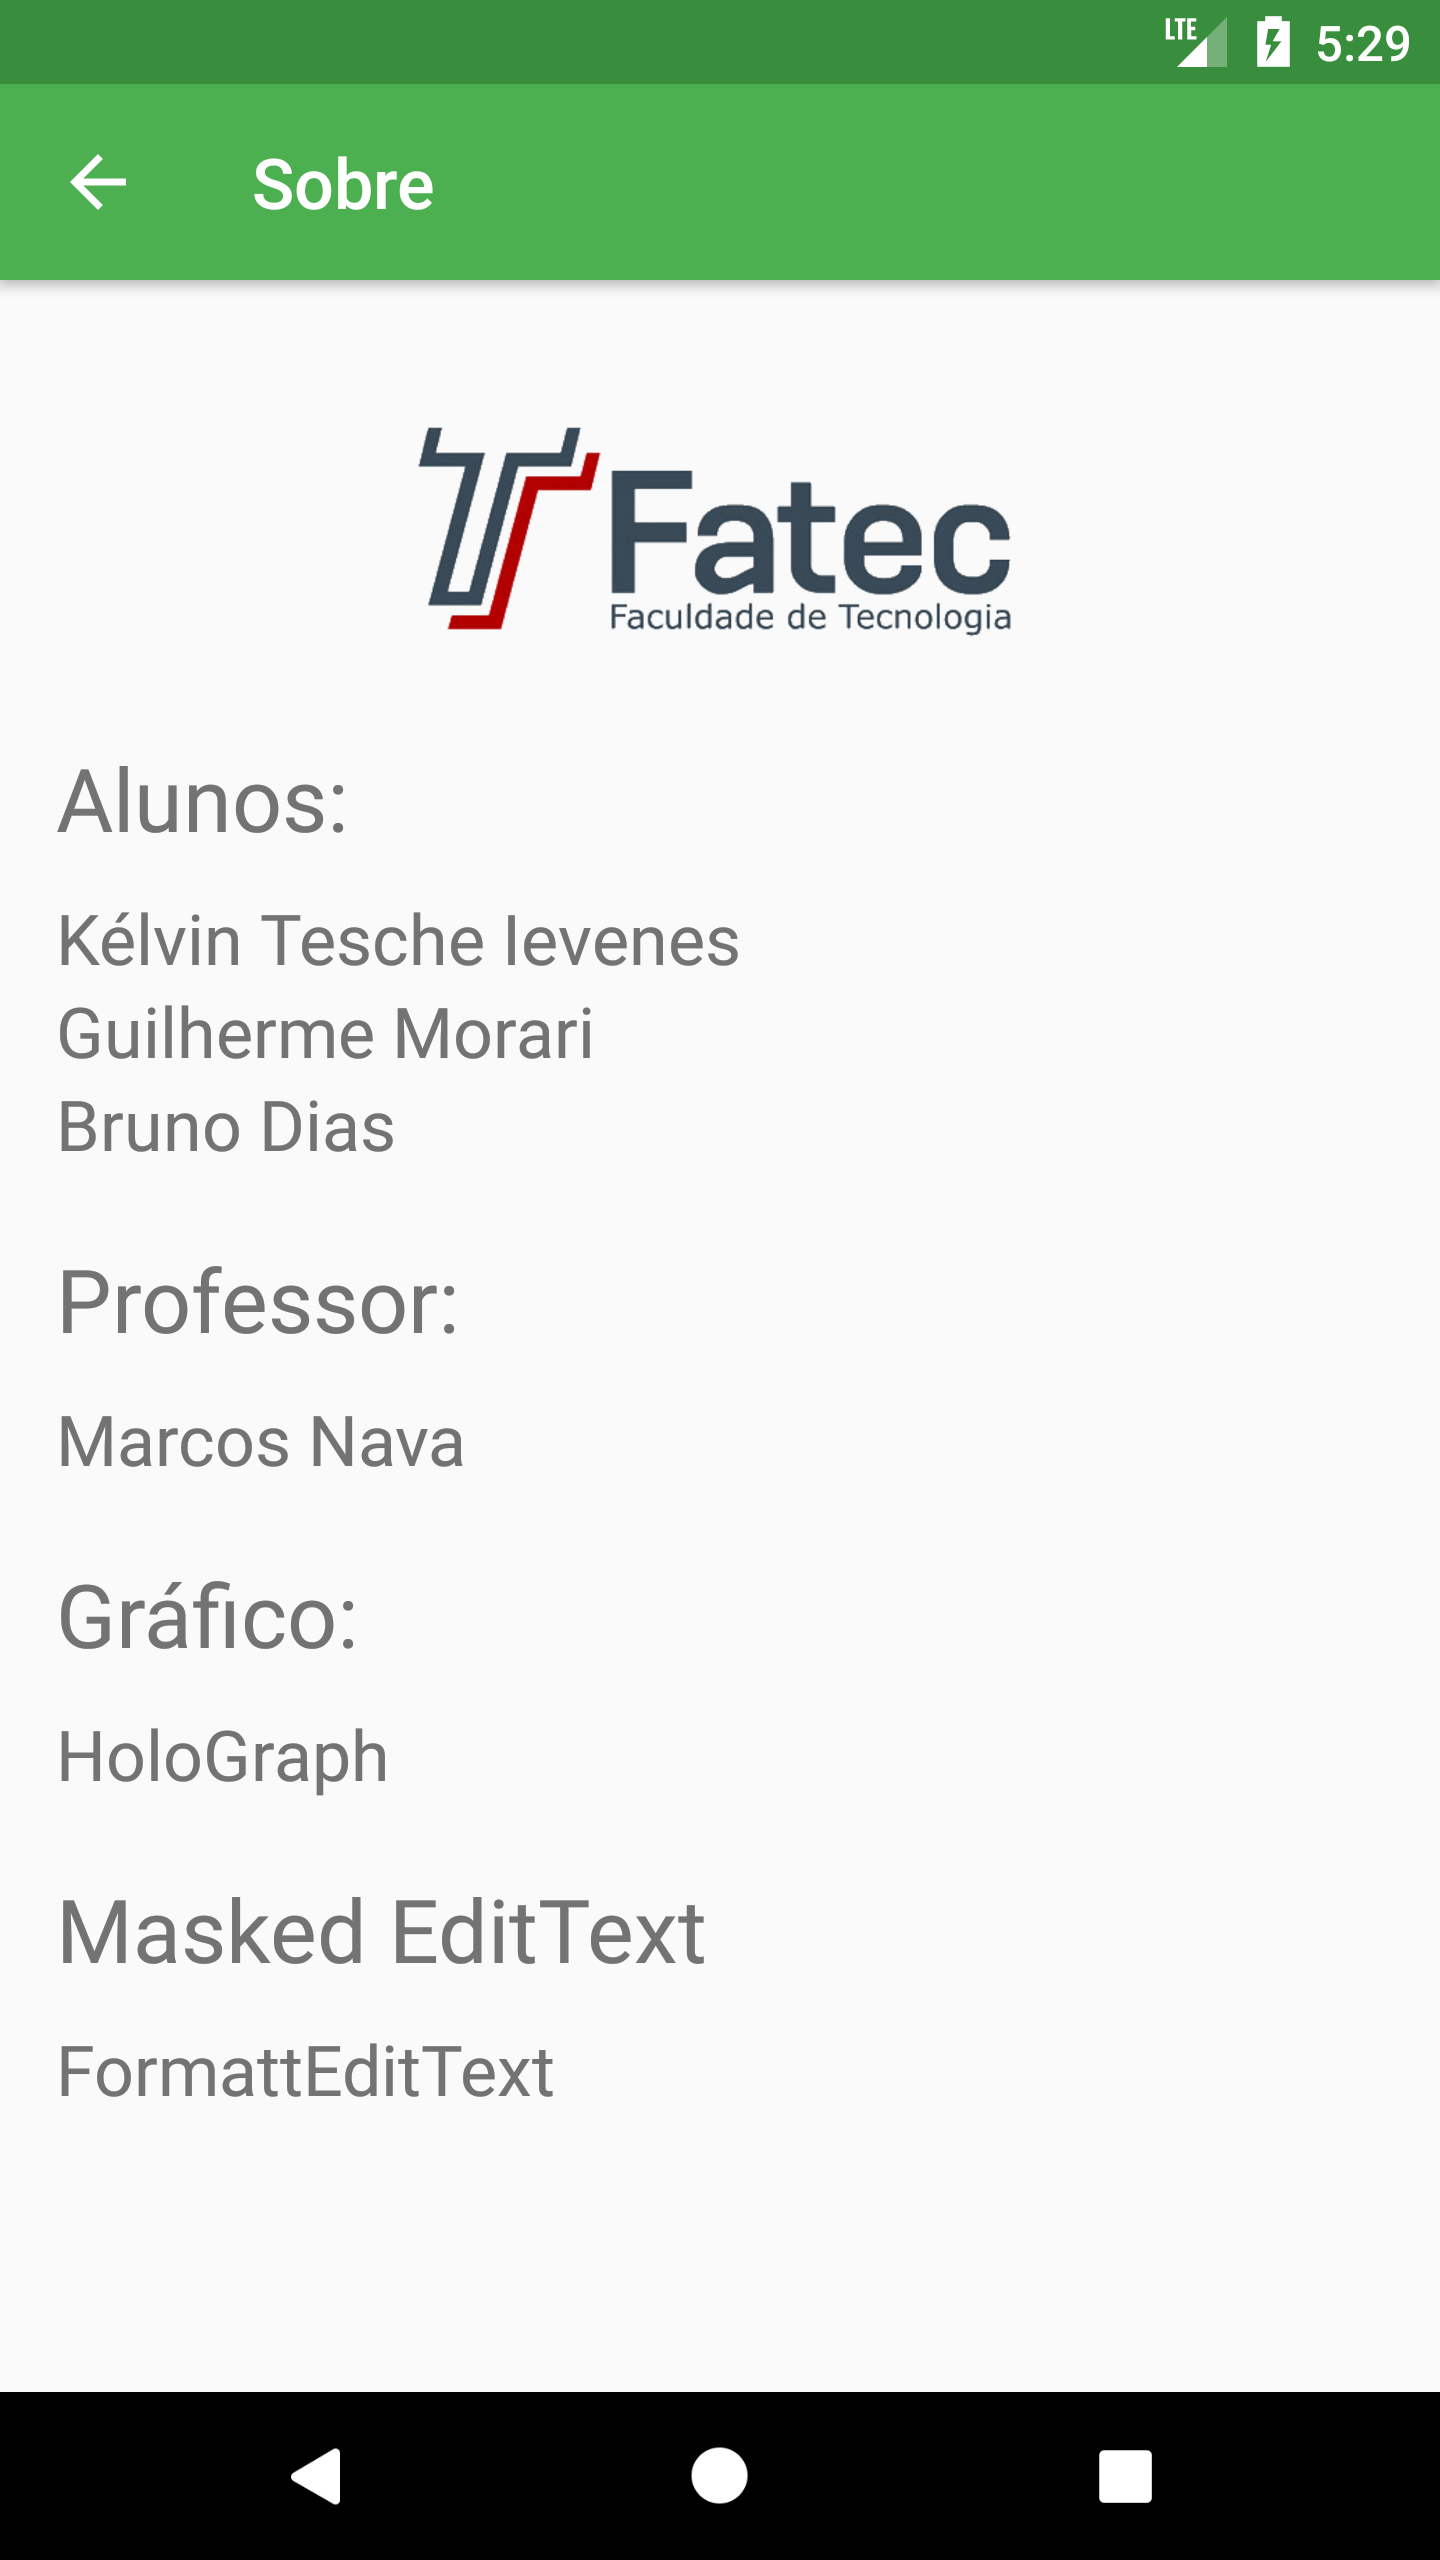 LTE 5:29
Sobre
Fatec
Faculdade de Tecnologia
Alunos:
Kélvin Tesche Ievenes
Guilherme Morari
Bruno Dias
Professor:
Marcos Nava
Gráfico:
HoloGraph
Masked EditText
FormattEditText